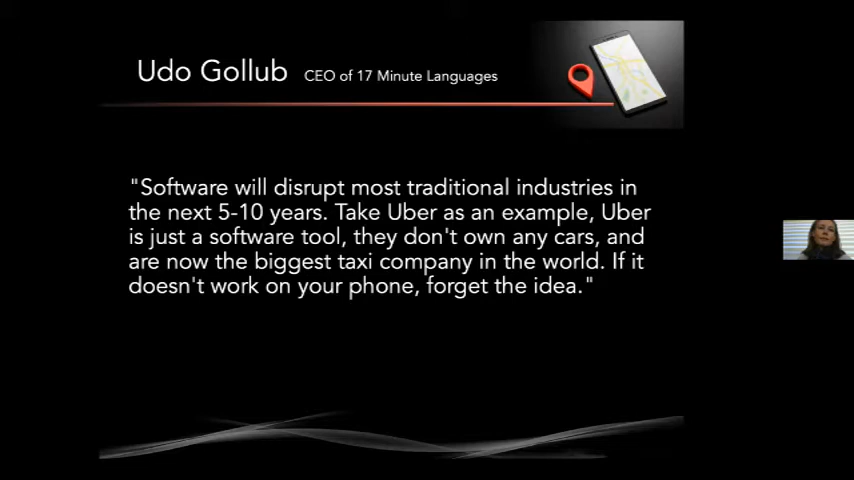 Udo Gollub CEO of 17 Minute Languages
"Software will disrupt most traditional industries in
the next 5-10 years. Take Uber as an example, Uber
is just a software tool, they don't own any cars, and
are now the biggest taxi company in the world. If it
doesn't work on your phone, forget the idea."